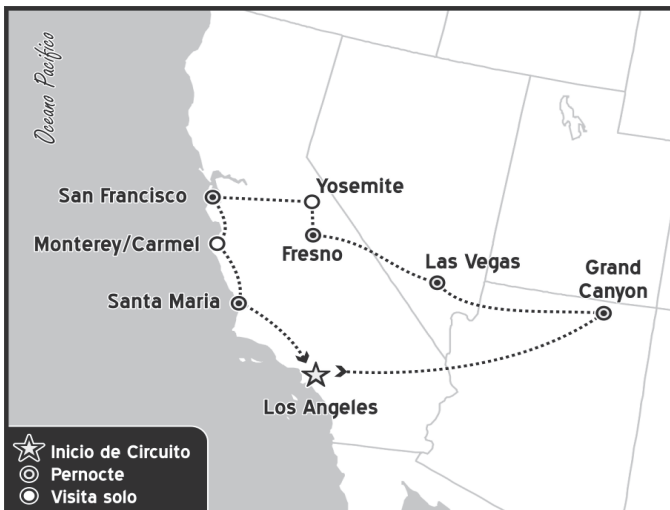 Oceano Pacifico
San Francisco
Yosemite
Monterey/Carmel
Fresno
Las Vegas
Grand
Canyon
Santa Maria
Los Angeles
Inicio de Circuito
Pernocte
Visita solo